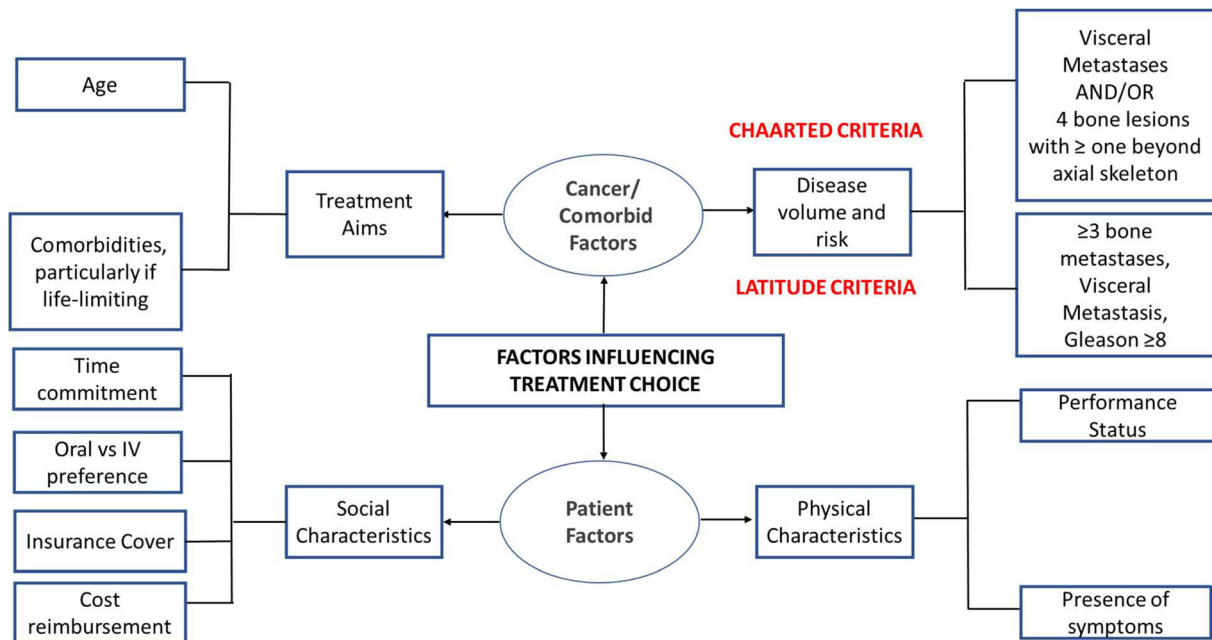 Age
Comorbidities,
particularly if
life-limiting
Treatment
Aims
Cancer/
Comorbid
Factors
CHAARTED CRITERIA
Disease
volume and
risk
LATITUDE CRITERIA
Visceral
Metastases
AND/OR
4 bone lesions
with ≥ one beyond
axial skeleton
≥3 bone
metastases,
Visceral
Metastasis,
Gleason ≥8
FACTORS INFLUENCING
TREATMENT CHOICE
Time
commitment
Oral vs IV
preference
Insurance Cover
Cost
reimbursement
Social
Characteristics
Patient
Factors
Physical
Characteristics
Performance
Status
Presence of
symptoms